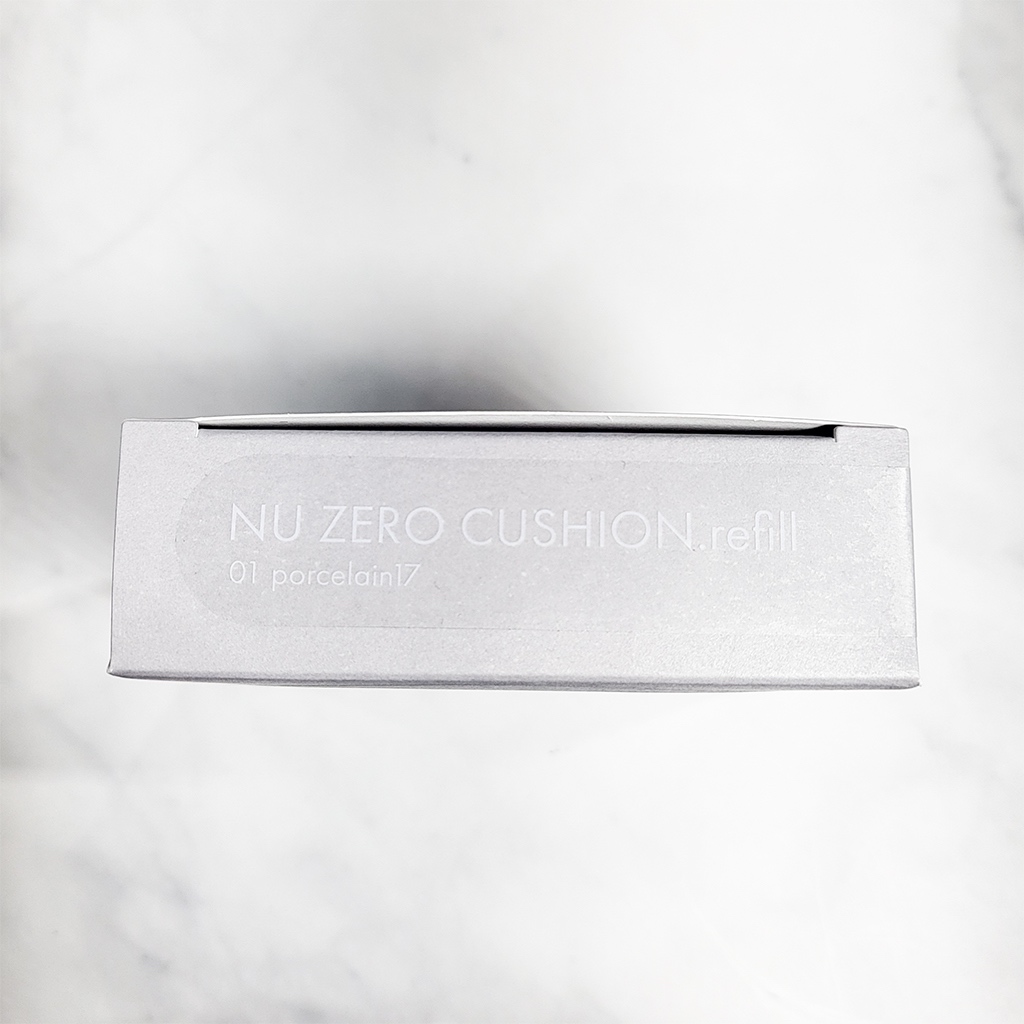 NU ZERO CUSHION.refill
01 porcelain17